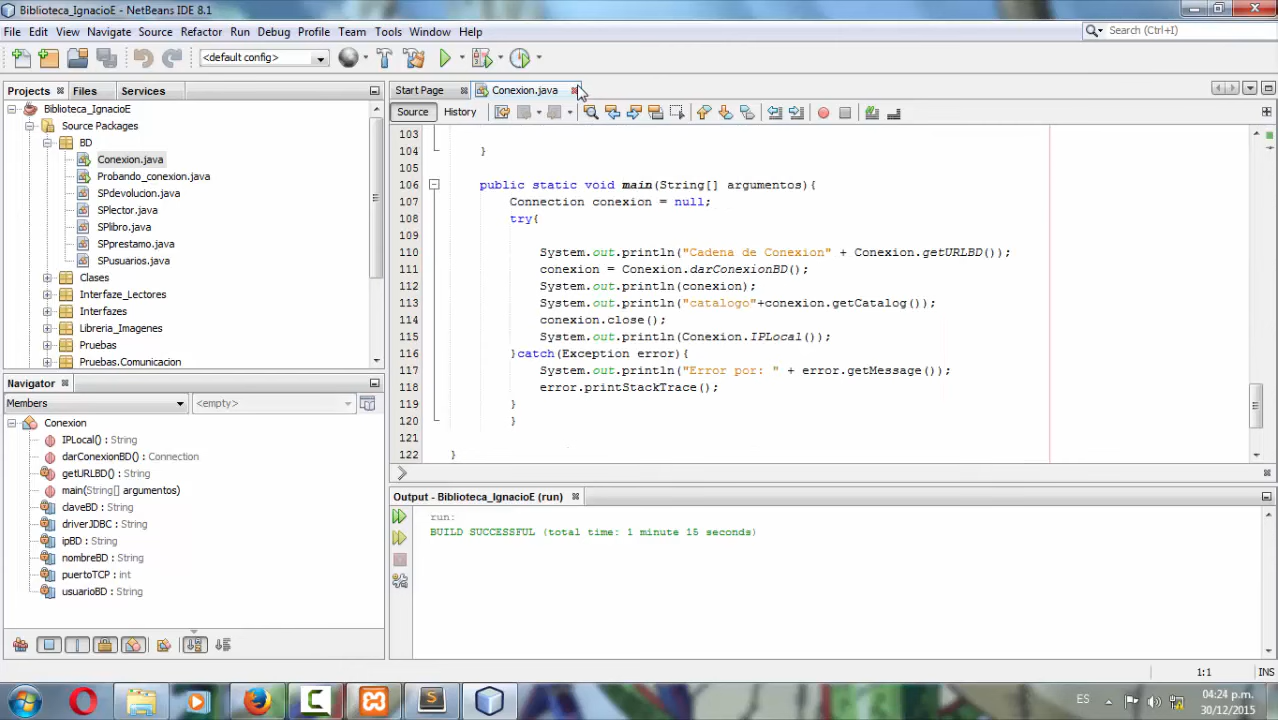 Biblioteca_IgnacioE - NetBeans IDE 8.1
File Edit View Navigate Source Refactor Run Debug Profile Team Tools Window Help
Search (Ctrl+I)
<default config>
Projects Files Services
Biblioteca_IgnacioE
Source Packages
BD
Conexion.java
Probando_conexion.java
SPdevolucion.java
SPlector.java
SPlibro.java
SPprestamo.java
SPusuarios.java
Clases
Interfaze_Lectores
Interfazes
Libreria_Imagenes
Pruebas
Pruebas.Comunicacion
Navigator
Members
<empty>
Conexion
IPLocal() : String
darConexionBD() : Connection
getURLBD() : String
main(String[] argumentos)
claveBD : String
driverJDBC : String
ipBD : String
nombreBD : String
puertoTCP : int
usuarioBD : String
Start Page Conexion.java
Source History
103
104 }
105
106 public static void main(String[] argumentos){
107 Connection conexion = null;
108 try{
109
110 System.out.println("Cadena de Conexion" + Conexion.getURLBD());
111 conexion = Conexion.darConexionBD();
112 System.out.println(conexion);
113 System.out.println("catalogo"+conexion.getCatalog());
114 conexion.close();
115 System.out.println(Conexion.IPLocal());
116 }catch(Exception error){
117 System.out.println("Error por: " + error.getMessage());
118 error.printStackTrace();
119 }
120 }
121
122 }
Output - Biblioteca_IgnacioE (run)
run:
BUILD SUCCESSFUL (total time: 1 minute 15 seconds)
1:1 INS
ES
04:24 p.m.
30/12/2015